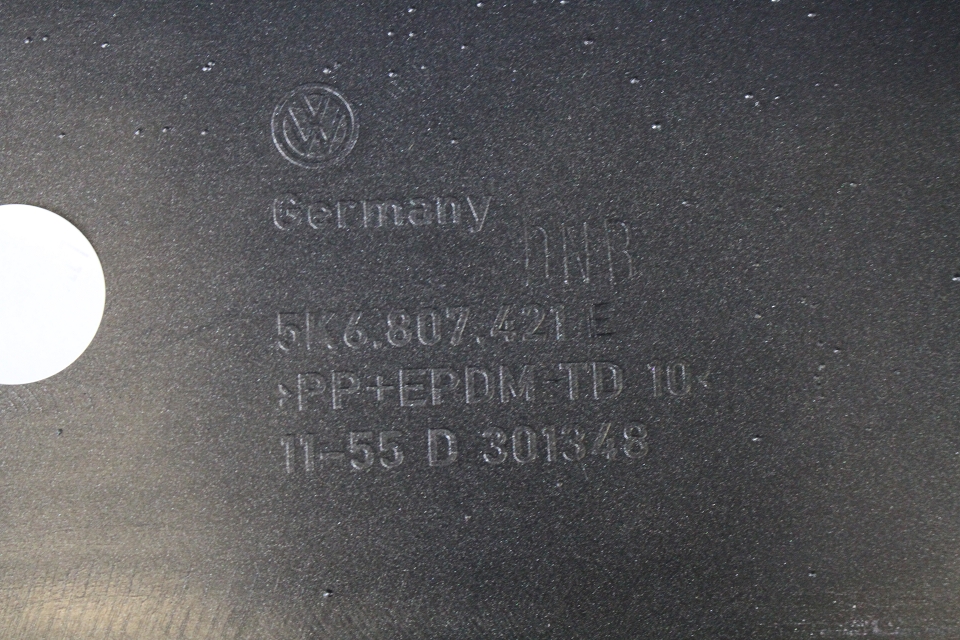 Germany
DNR
5K6.807.421 E
>PP+EPDM-TD 10<
11-55 D 301348